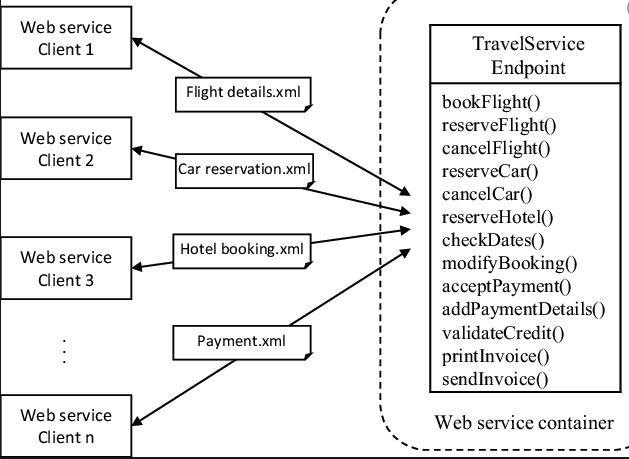 Web service
Client 1
Flight details.xml
Web service
Client 2
Car reservation.xml
Web service
Client 3
Hotel booking.xml
Payment.xml
Web service
Client n
TravelService
Endpoint
bookFlight()
reserveFlight()
cancelFlight()
reserveCar()
cancelCar()
reserveHotel()
checkDates()
modifyBooking()
acceptPayment()
addPaymentDetails()
validateCredit()
printInvoice()
sendInvoice()
Web service container